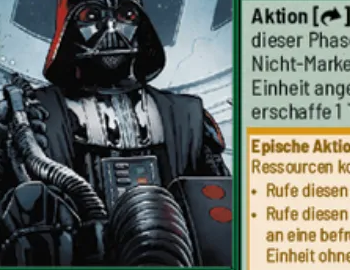 Aktion [
dieser Phase
Nicht-Marke
Einheit ange
erschaffe 1
Epische Aktio
Ressourcen ko
• Rufe diesen
• Rufe diesen
an eine befr
Einheit ohne